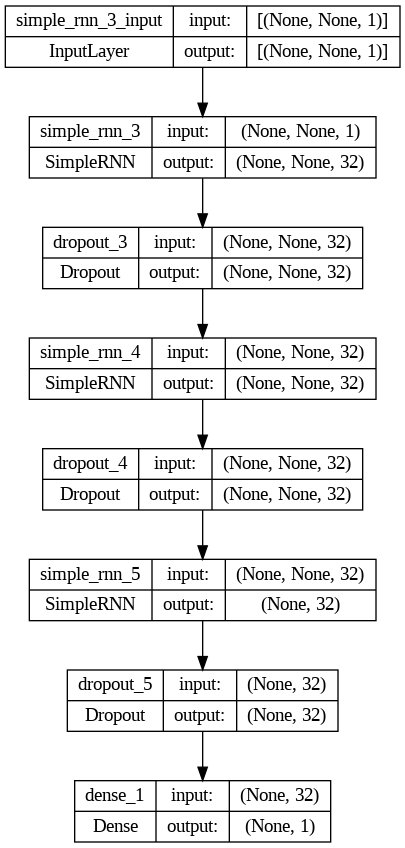 simple_rnn_3_input input: [(None, None, 1)]
InputLayer output: [(None, None, 1)]
simple_rnn_3 input: (None, None, 1)
SimpleRNN output: (None, None, 32)
dropout_3 input: (None, None, 32)
Dropout output: (None, None, 32)
simple_rnn_4 input: (None, None, 32)
SimpleRNN output: (None, None, 32)
dropout_4 input: (None, None, 32)
Dropout output: (None, None, 32)
simple_rnn_5 input: (None, None, 32)
SimpleRNN output: (None, 32)
dropout_5 input: (None, 32)
Dropout output: (None, 32)
dense_1 input: (None, 32)
Dense output: (None, 1)